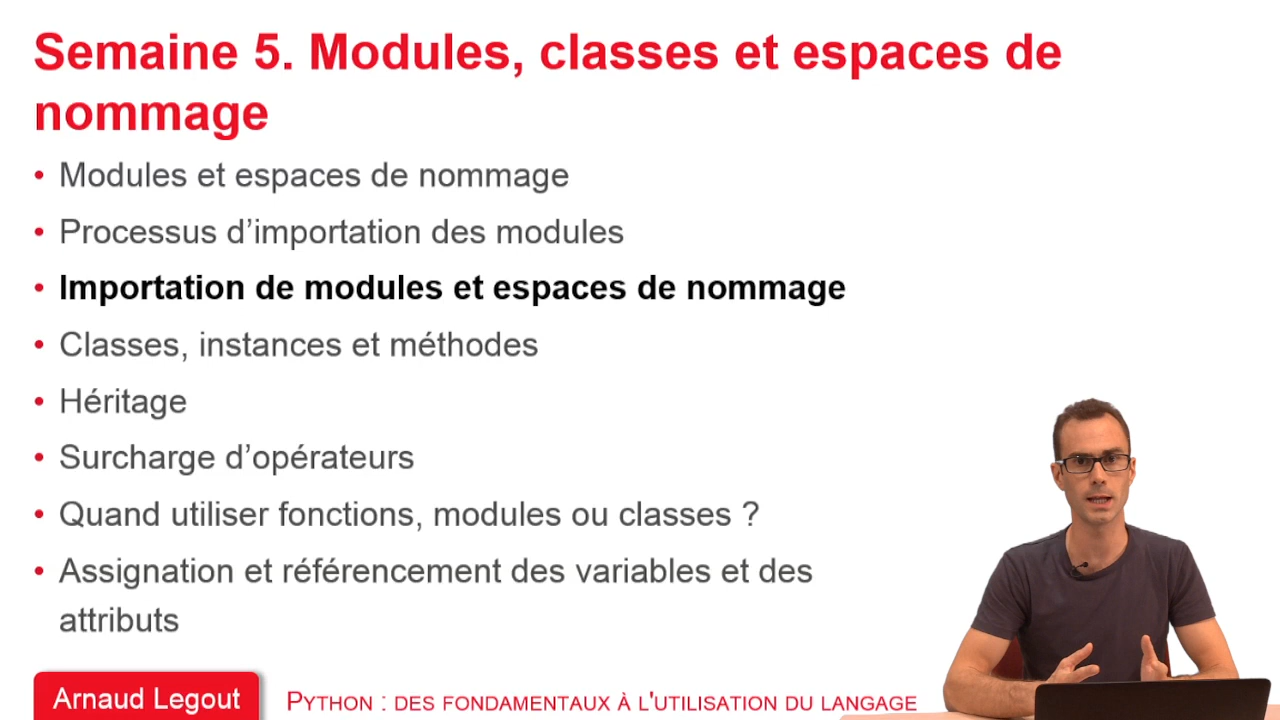 Semaine 5. Modules, classes et espaces de
nommage
• Modules et espaces de nommage
• Processus d’importation des modules
• Importation de modules et espaces de nommage
• Classes, instances et méthodes
• Héritage
• Surcharge d’opérateurs
• Quand utiliser fonctions, modules ou classes ?
• Assignation et référencement des variables et des
attributs
Arnaud Legout
PYTHON : DES FONDAMENTAUX À L'UTILISATION DU LANGAGE